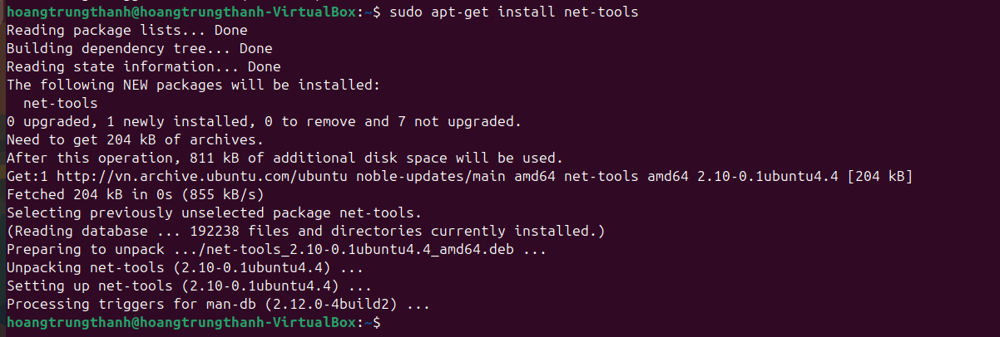 hoangtrungthanh@hoangtrungthanh-VirtualBox:~$ sudo apt-get install net-tools
Reading package lists... Done
Building dependency tree... Done
Reading state information... Done
The following NEW packages will be installed:
  net-tools
0 upgraded, 1 newly installed, 0 to remove and 7 not upgraded.
Need to get 204 kB of archives.
After this operation, 811 kB of additional disk space will be used.
Get:1 http://vn.archive.ubuntu.com/ubuntu noble-updates/main amd64 net-tools amd64 2.10-0.1ubuntu4.4 [204 kB]
Fetched 204 kB in 0s (855 kB/s)
Selecting previously unselected package net-tools.
(Reading database ... 192238 files and directories currently installed.)
Preparing to unpack .../net-tools_2.10-0.1ubuntu4.4_amd64.deb ...
Unpacking net-tools (2.10-0.1ubuntu4.4) ...
Setting up net-tools (2.10-0.1ubuntu4.4) ...
Processing triggers for man-db (2.12.0-4build2) ...
hoangtrungthanh@hoangtrungthanh-VirtualBox:~$